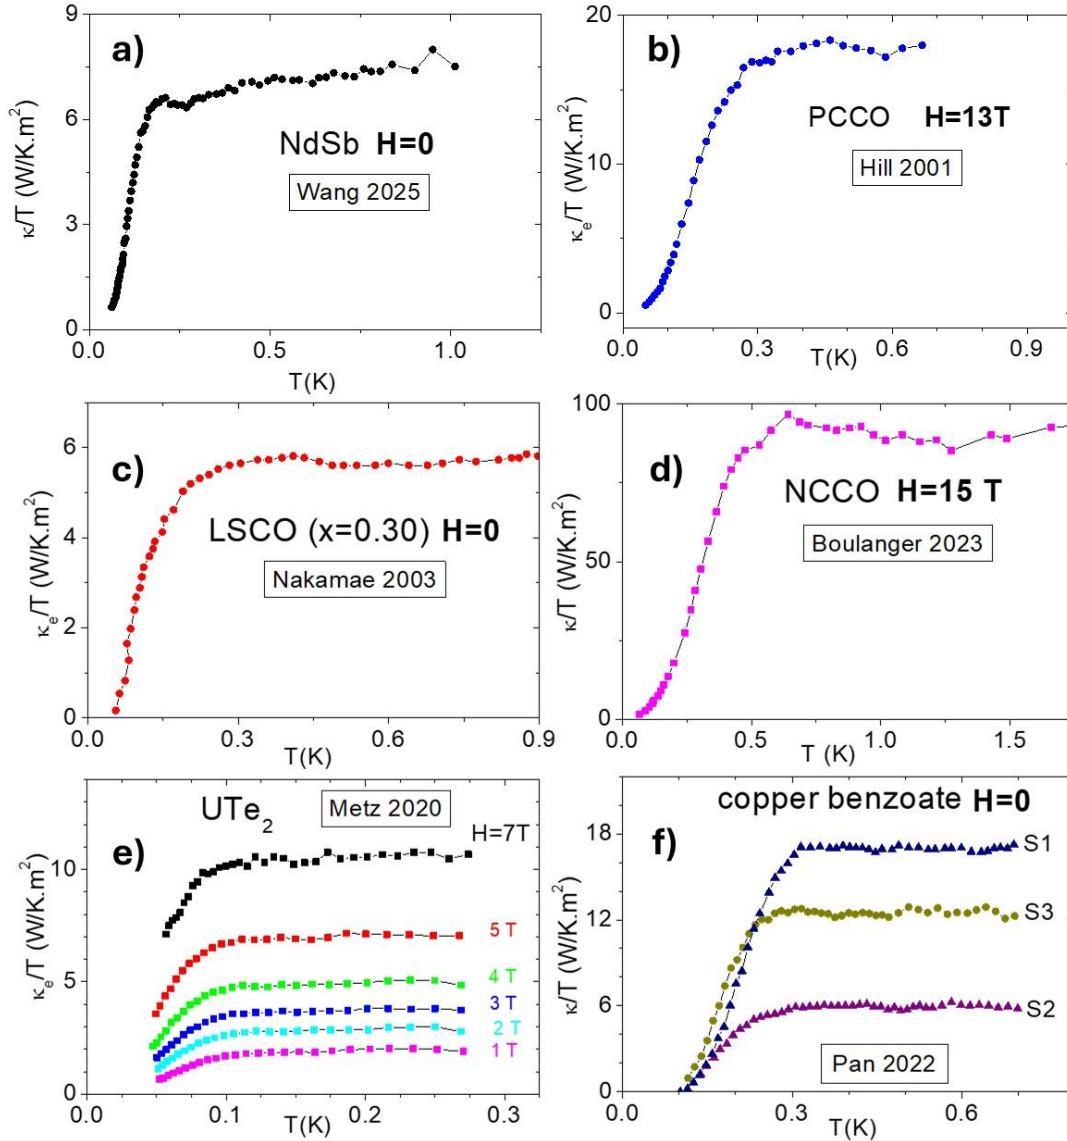 a)
NdSb H=0
Wang 2025
κ/T (W/K.m²)
9
6
3
0
0.0 0.5 1.0
T(K)
b)
PCCO H=13T
Hill 2001
κₑ/T (W/K.m²)
20
10
0
0.0 0.3 0.6 0.9
T(K)
c)
LSCO (x=0.30) H=0
Nakamae 2003
κₑ/T (W/K.m²)
6
4
2
0
0.0 0.3 0.6 0.9
T(K)
d)
NCCO H=15 T
Boulanger 2023
κ/T (W/K.m²)
100
50
0
0.0 0.5 1.0 1.5
T (K)
e)
UTe₂
Metz 2020
H=7T
5 T
4 T
3 T
2 T
1 T
κₑ/T (W/K.m²)
10
5
0
0.0 0.1 0.2 0.3
T(K)
copper benzoate H=0
f)
S1
S3
S2
Pan 2022
κ/T (W/K.m²)
18
12
6
0
0.0 0.3 0.6
T(K)